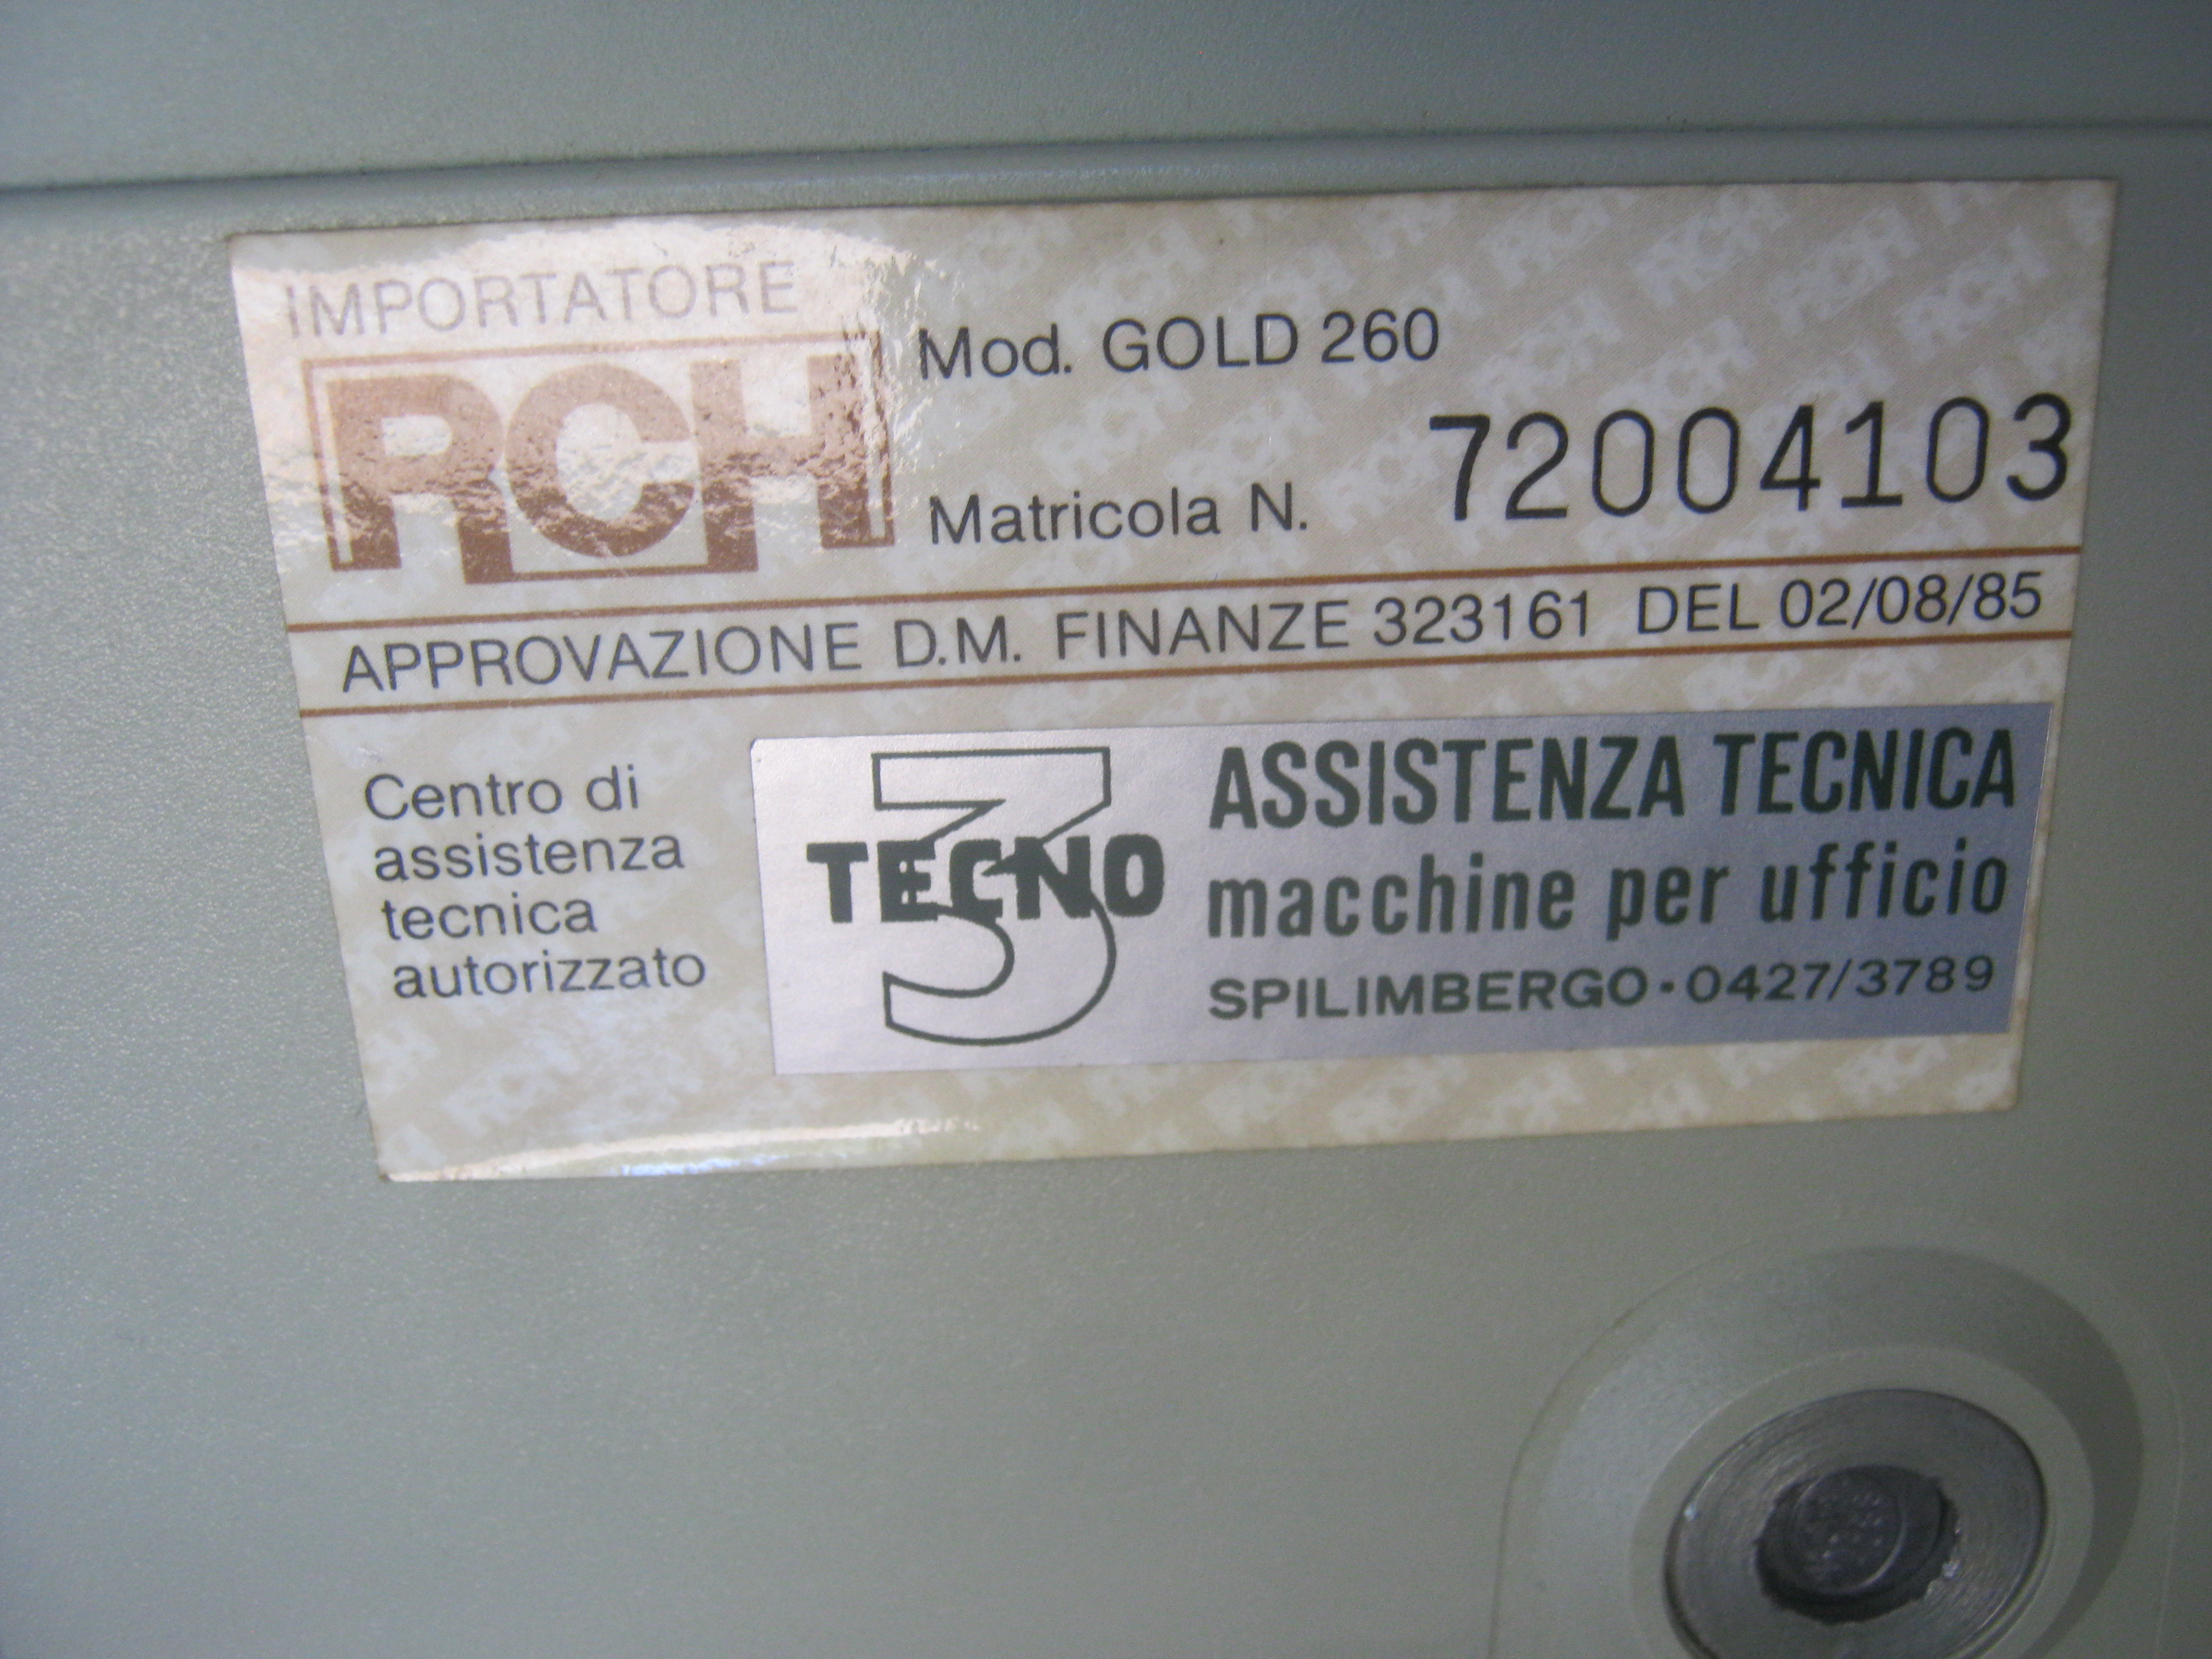 IMPORTATORE
RCH
Mod. GOLD 260
Matricola N. 72004103
APPROVAZIONE D.M. FINANZE 323161 DEL 02/08/85
Centro di
assistenza
tecnica
autorizzato
3
TECNO
ASSISTENZA TECNICA
macchine per ufficio
SPILIMBERGO·0427/3789